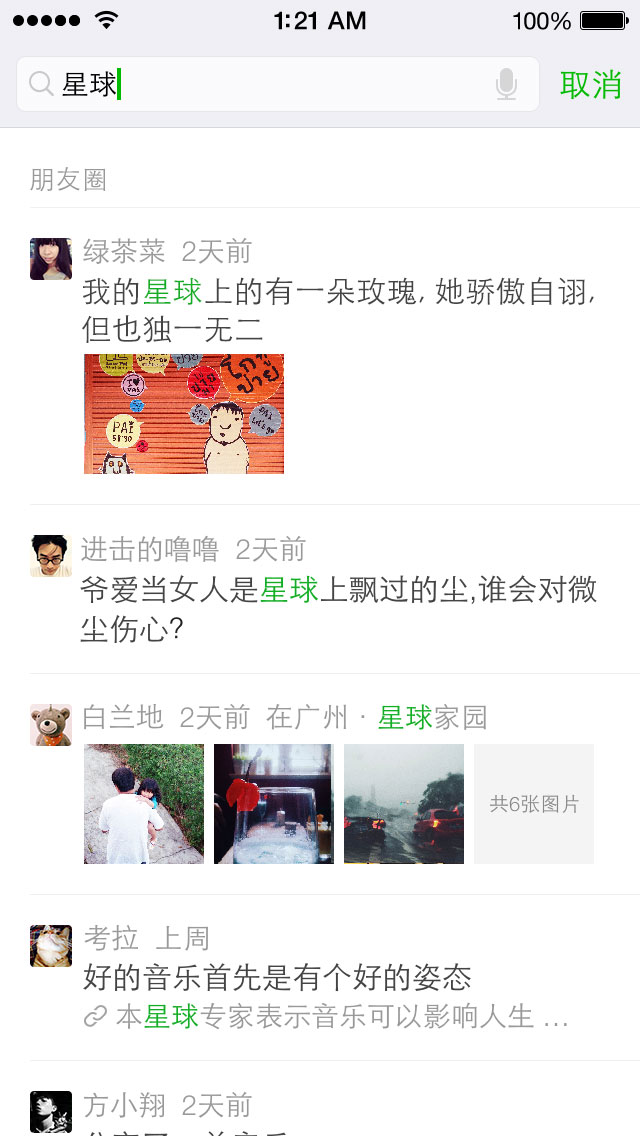 1:21 AM 100%
星球 取消
朋友圈
绿茶菜 2天前
我的星球上的有一朵玫瑰, 她骄傲自诩,
但也独一无二
PAI
进击的噜噜 2天前
爷爱当女人是星球上飘过的尘,谁会对微
尘伤心?
白兰地 2天前 在广州 · 星球家园
共6张图片
考拉 上周
好的音乐首先是有个好的姿态
本星球专家表示音乐可以影响人生 ...
方小翔 2天前